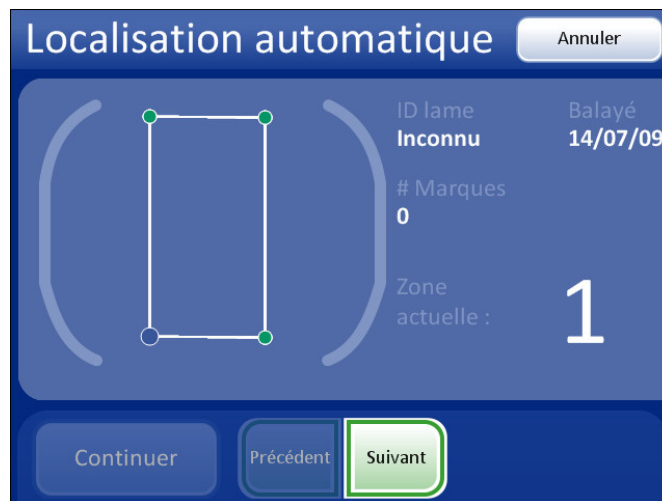 Localisation automatique
Annuler
ID lame
Inconnu
Balayé
14/07/09
# Marques
0
Zone
actuelle :
1
Continuer
Précédent
Suivant